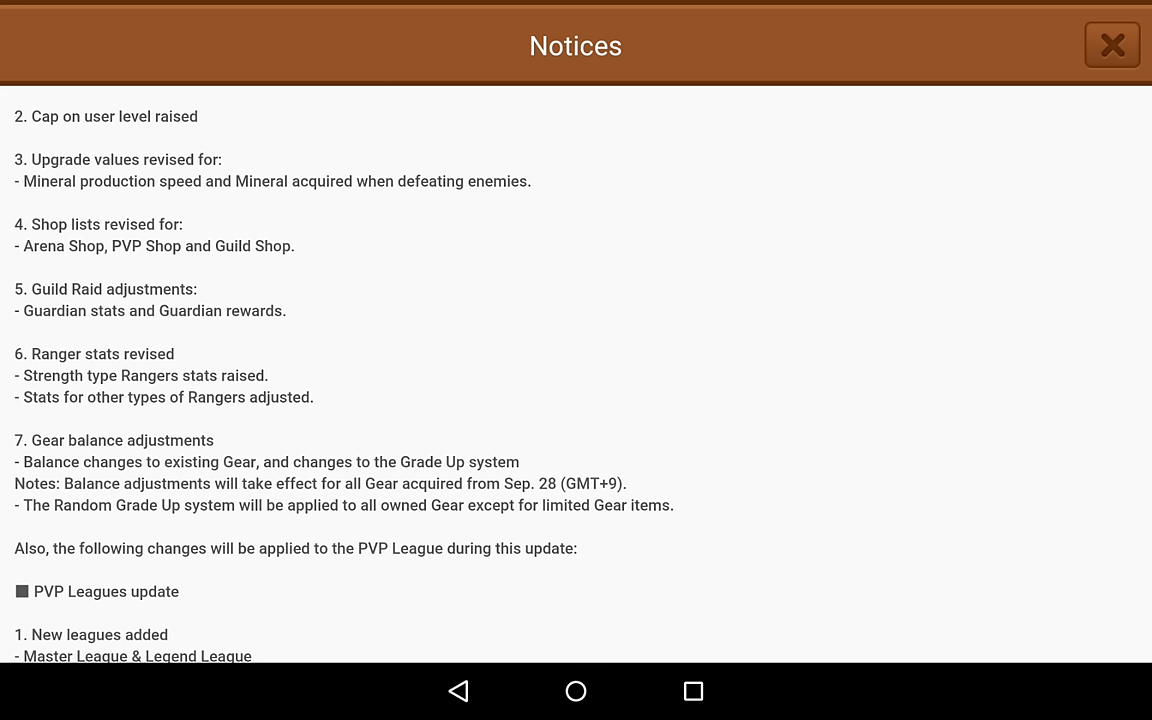 Notices
2. Cap on user level raised
3. Upgrade values revised for:
- Mineral production speed and Mineral acquired when defeating enemies.
4. Shop lists revised for:
- Arena Shop, PVP Shop and Guild Shop.
5. Guild Raid adjustments:
- Guardian stats and Guardian rewards.
6. Ranger stats revised
- Strength type Rangers stats raised.
- Stats for other types of Rangers adjusted.
7. Gear balance adjustments
- Balance changes to existing Gear, and changes to the Grade Up system
Notes: Balance adjustments will take effect for all Gear acquired from Sep. 28 (GMT+9).
- The Random Grade Up system will be applied to all owned Gear except for limited Gear items.
Also, the following changes will be applied to the PVP League during this update:
■ PVP Leagues update
1. New leagues added
- Master League & Legend League